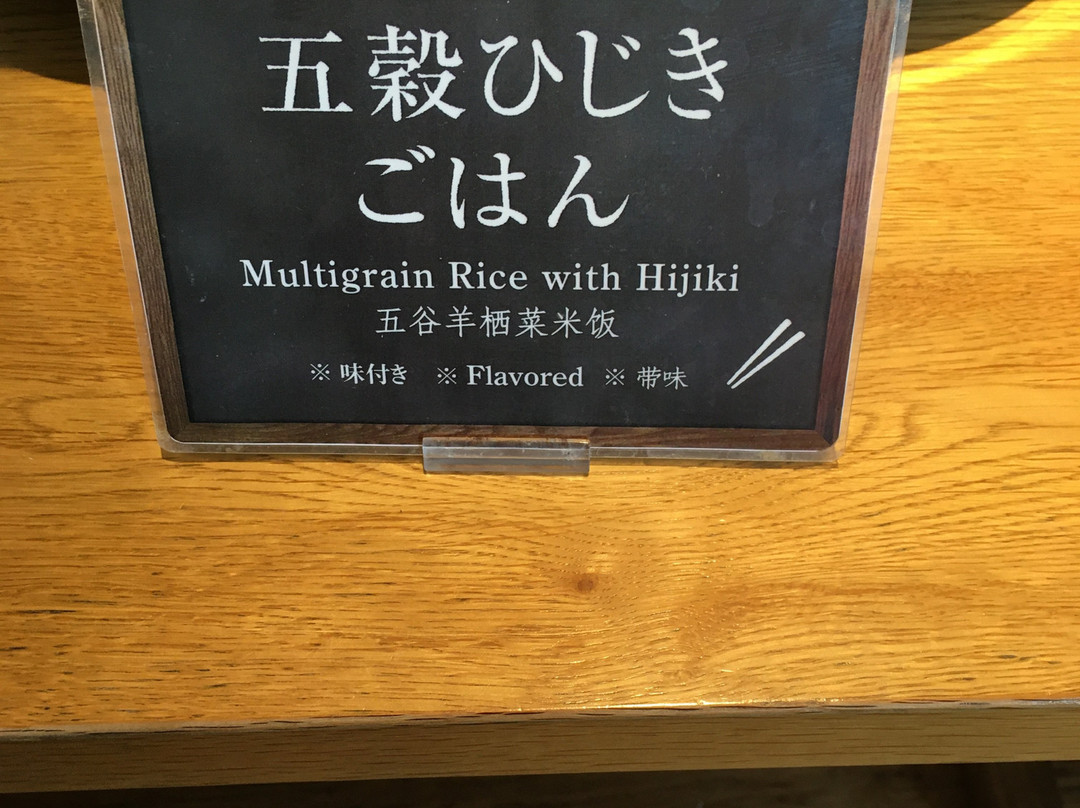 五穀ひじき
ごはん
Multigrain Rice with Hijiki
五谷羊栖菜米饭
※ 味付き ※ Flavored ※ 带味